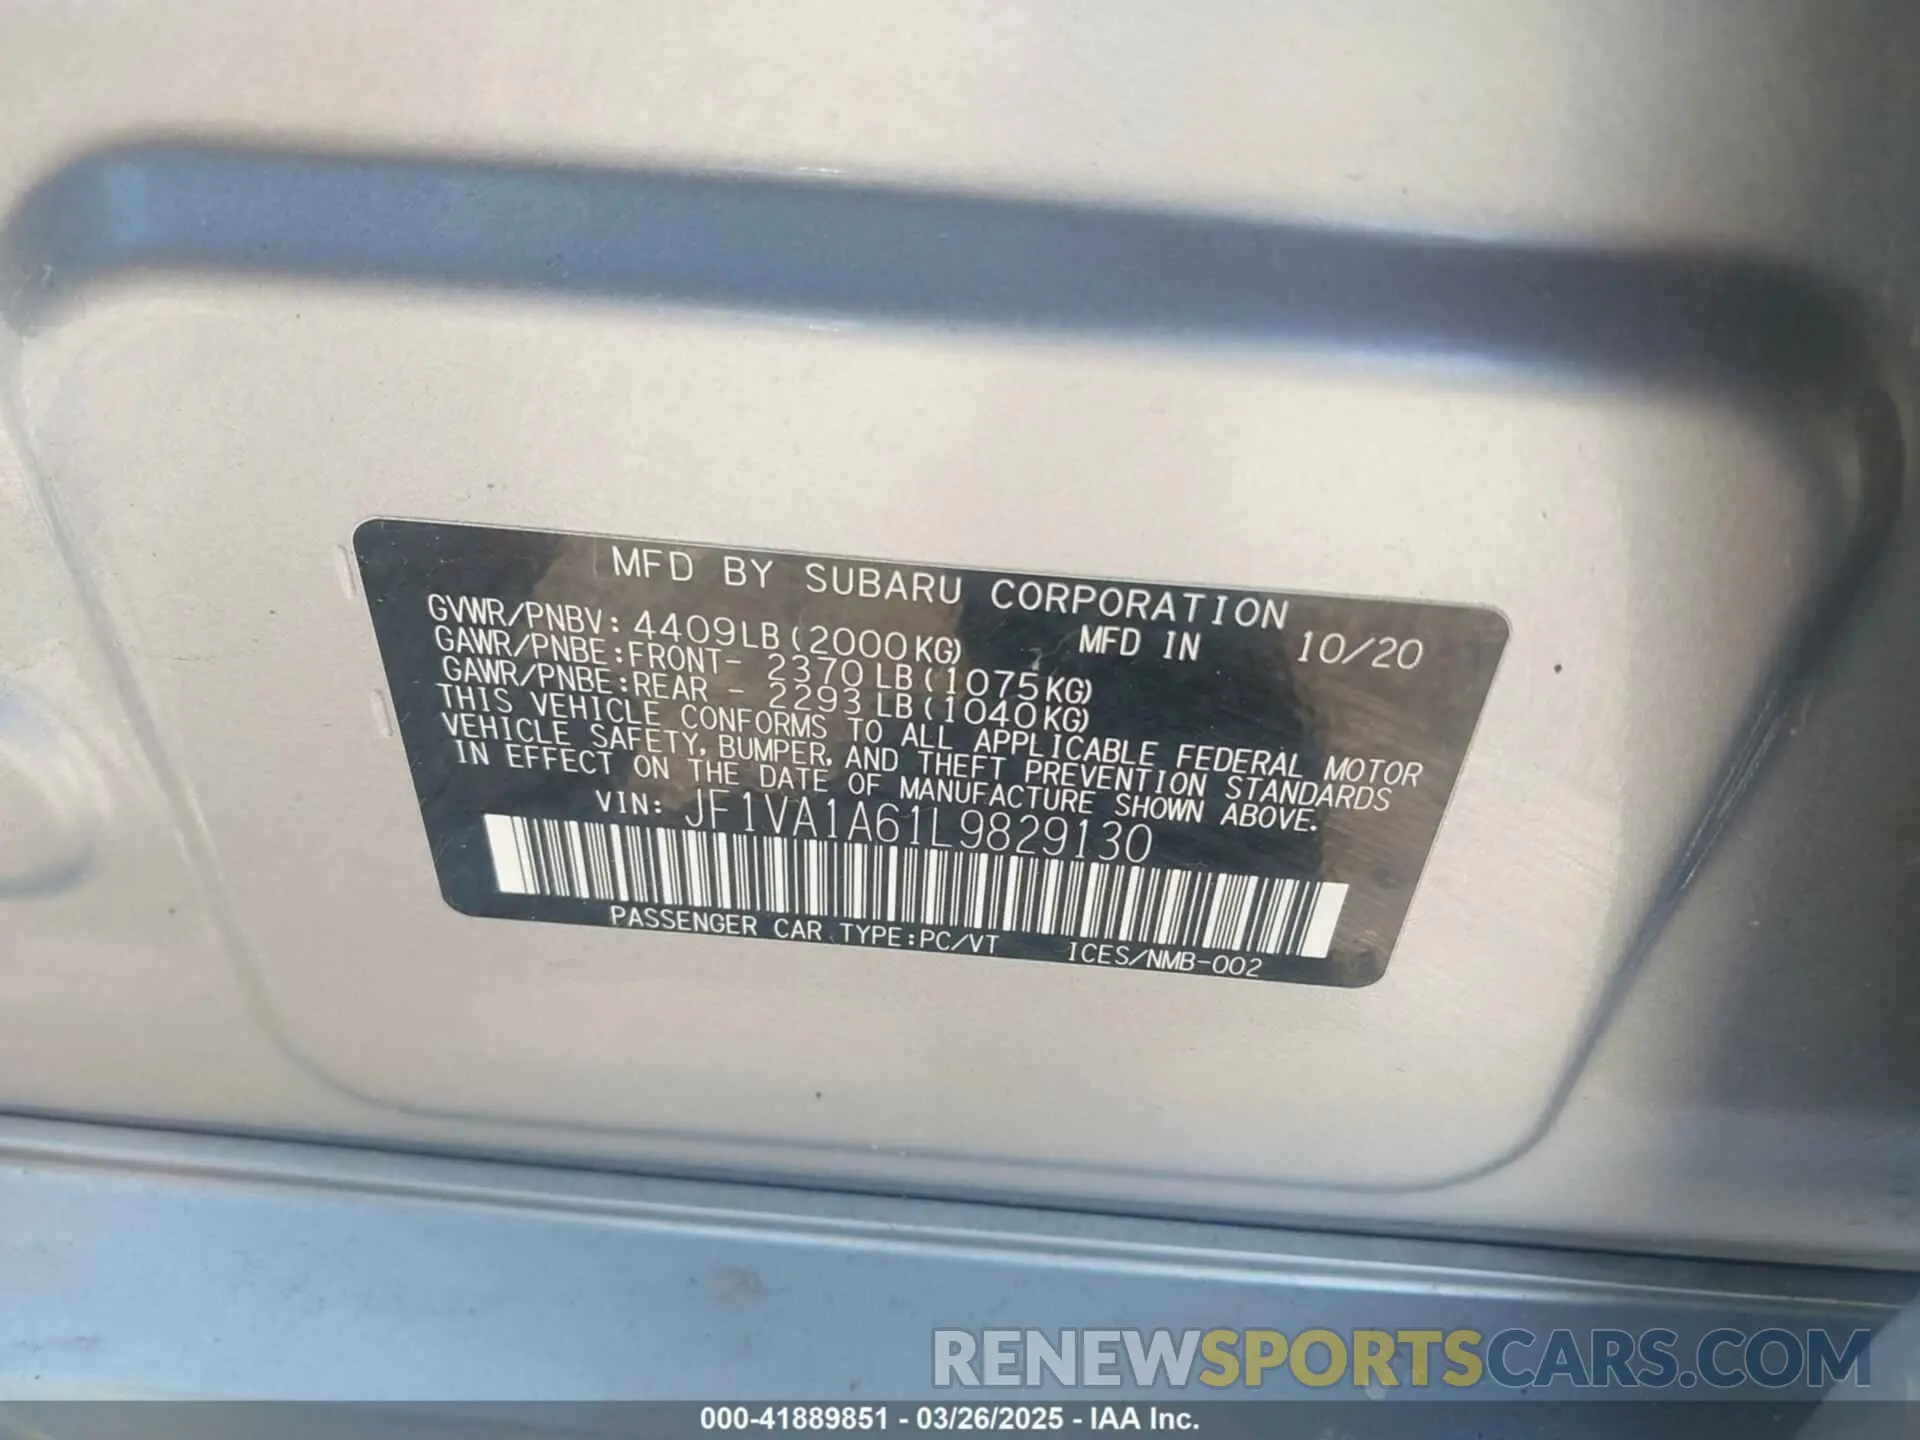 MFD BY SUBARU CORPORATION
GVWR/PNBV: 4409LB(2000KG) MFD IN 10/20
GAWR/PNBE:FRONT- 2370LB(1075KG)
GAWR/PNBE:REAR - 2293LB(1040KG)
THIS VEHICLE CONFORMS TO ALL APPLICABLE FEDERAL MOTOR
VEHICLE SAFETY, BUMPER, AND THEFT PREVENTION STANDARDS
IN EFFECT ON THE DATE OF MANUFACTURE SHOWN ABOVE.
VIN: JF1VA1A61L9829130
PASSENGER CAR TYPE:PC/VT ICES/NMB-002
RENEWSPORTSCARS.COM
000-41889851 - 03/26/2025 - IAA Inc.